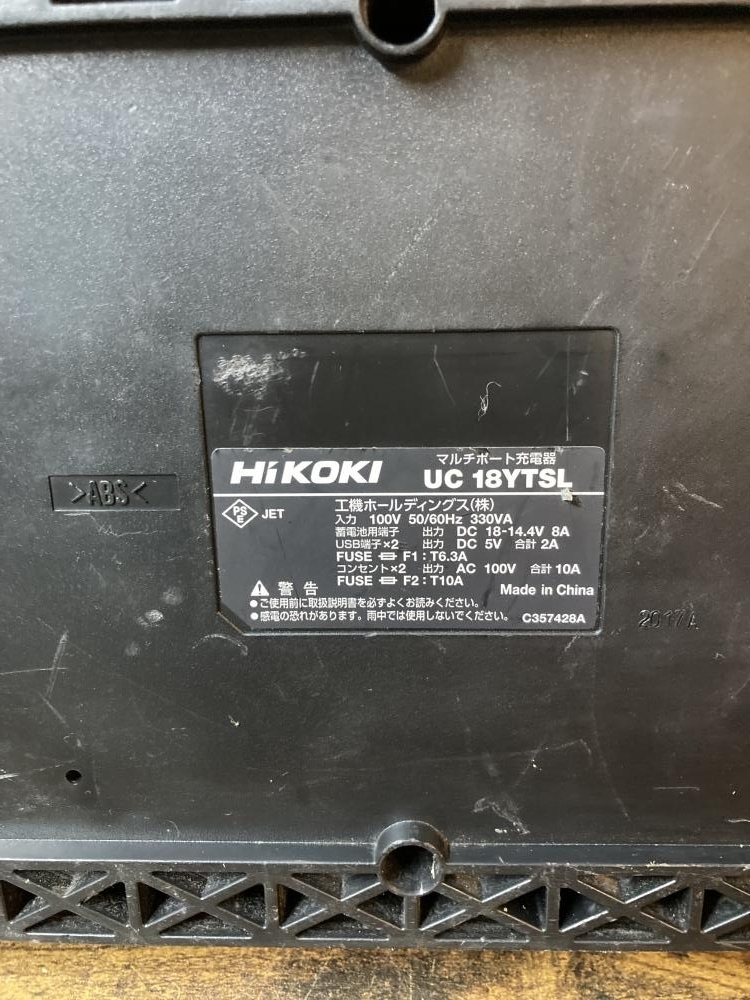 マルチポート充電器
HiKOKI UC 18YTSL
PSE JET 工機ホールディングス(株)
入力 100V 50/60Hz 330VA
蓄電池用端子 出力 DC 18-14.4V 8A
USB端子×2 出力 DC 5V 合計 2A
FUSE F1 : T6.3A
コンセント×2 出力 AC 100V 合計 10A
FUSE F2 : T10A
警告 Made in China
●ご使用前に取扱説明書を必ずよくお読みください。
●感電の恐れがあります。雨中では使用しないでください。 C357428A
>ABS<
2017A